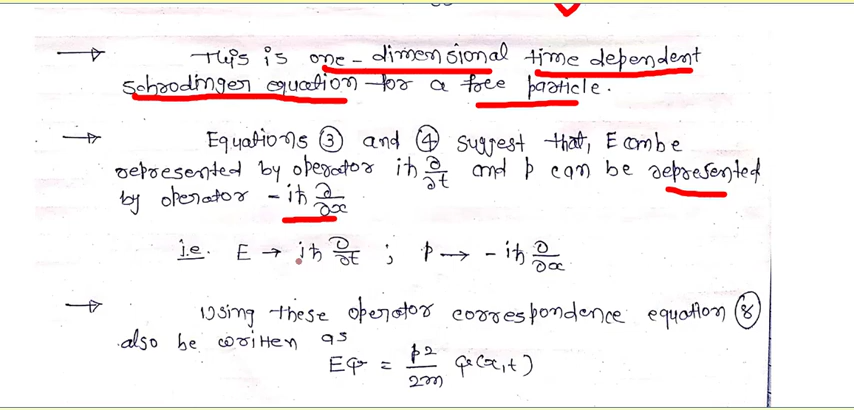 → This is one-dimensional time dependent
schrodinger equation for a free particle.
→ Equations ③ and ④ suggest that, E can be
represented by operator iħ ∂/∂t and p can be represented
by operator -iħ ∂/∂x
i.e. E → iħ ∂/∂t ; p → -iħ ∂/∂x
→ Using these operator correspondence equation ⑧
also be written as
Eψ = p²/2m ψ(x,t)